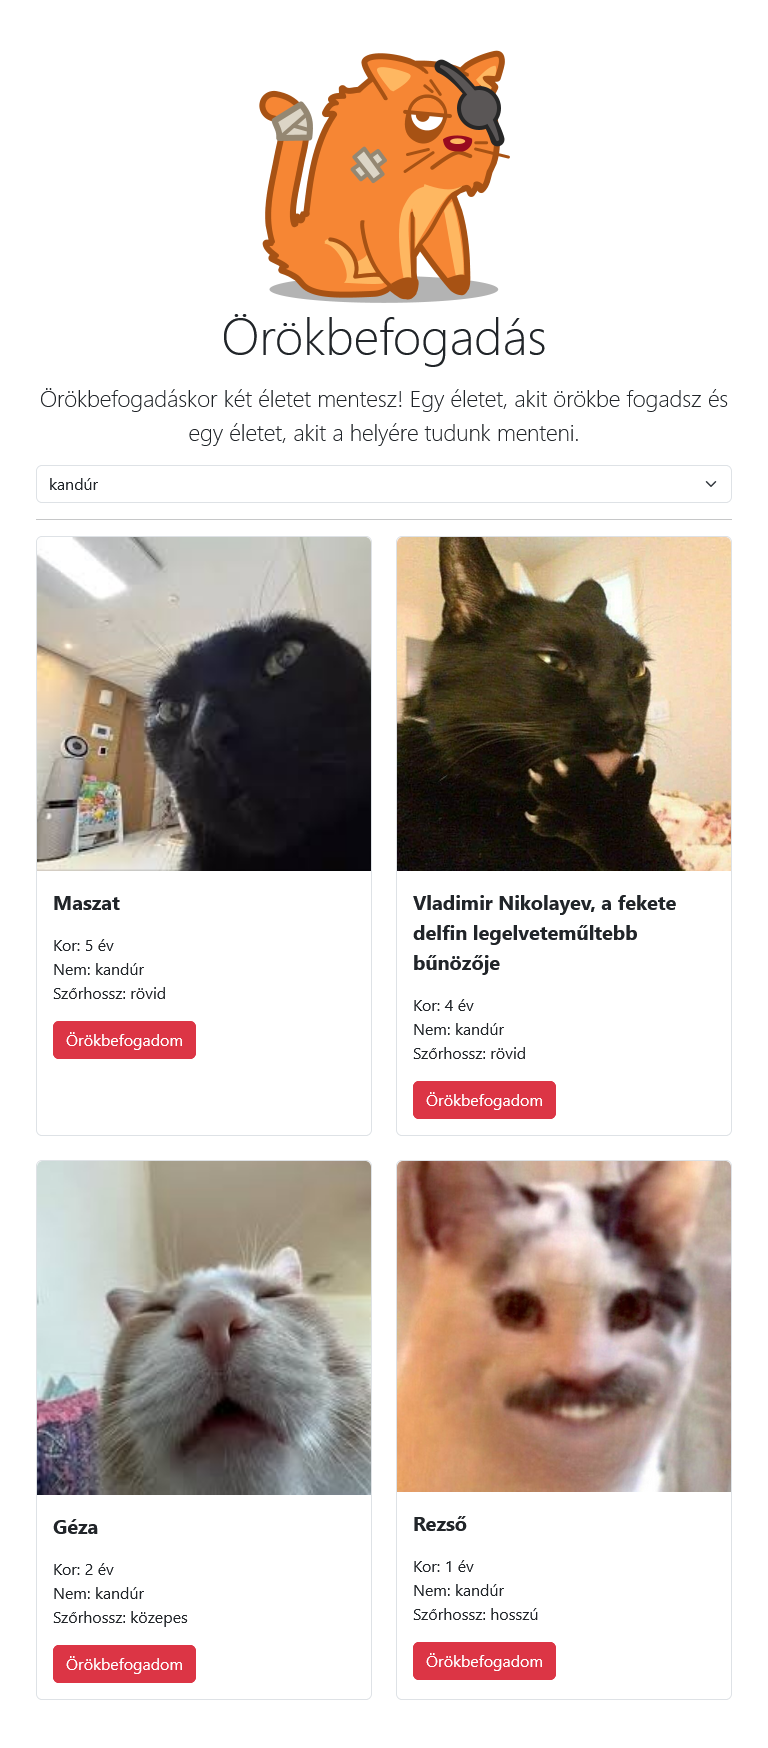 Örökbefogadás
Örökbefogadáskor két életet mentesz! Egy életet, akit örökbe fogadsz és
egy életet, akit a helyére tudunk menteni.
kandúr
Maszat
Kor: 5 év
Nem: kandúr
Szőrhossz: rövid
Örökbefogadom
Vladimir Nikolayev, a fekete
delfin legelveteműltebb
bűnözője
Kor: 4 év
Nem: kandúr
Szőrhossz: rövid
Örökbefogadom
Géza
Kor: 2 év
Nem: kandúr
Szőrhossz: közepes
Örökbefogadom
Rezső
Kor: 1 év
Nem: kandúr
Szőrhossz: hosszú
Örökbefogadom